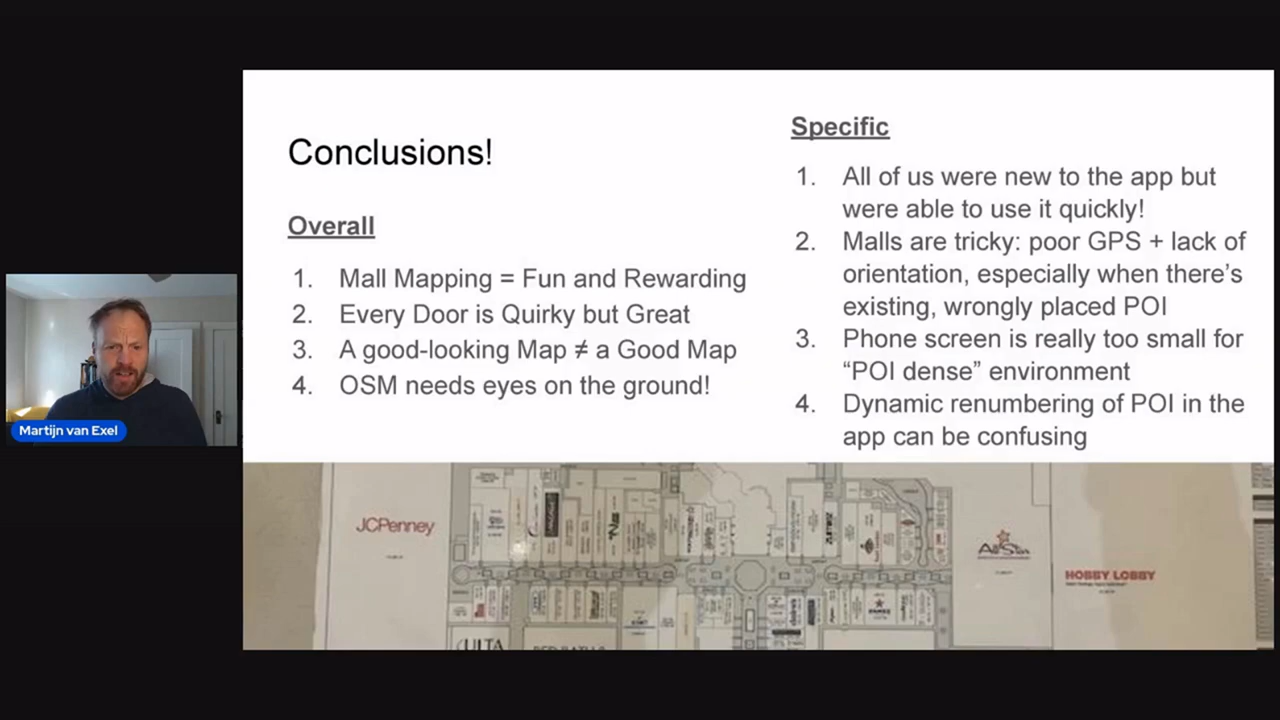 Conclusions!
Overall
1. Mall Mapping = Fun and Rewarding
2. Every Door is Quirky but Great
3. A good-looking Map ≠ a Good Map
4. OSM needs eyes on the ground!
Specific
1. All of us were new to the app but
were able to use it quickly!
2. Malls are tricky: poor GPS + lack of
orientation, especially when there’s
existing, wrongly placed POI
3. Phone screen is really too small for
“POI dense” environment
4. Dynamic renumbering of POI in the
app can be confusing
Martijn van Exel
JCPenney
All Star
HOBBY LOBBY
ULTA